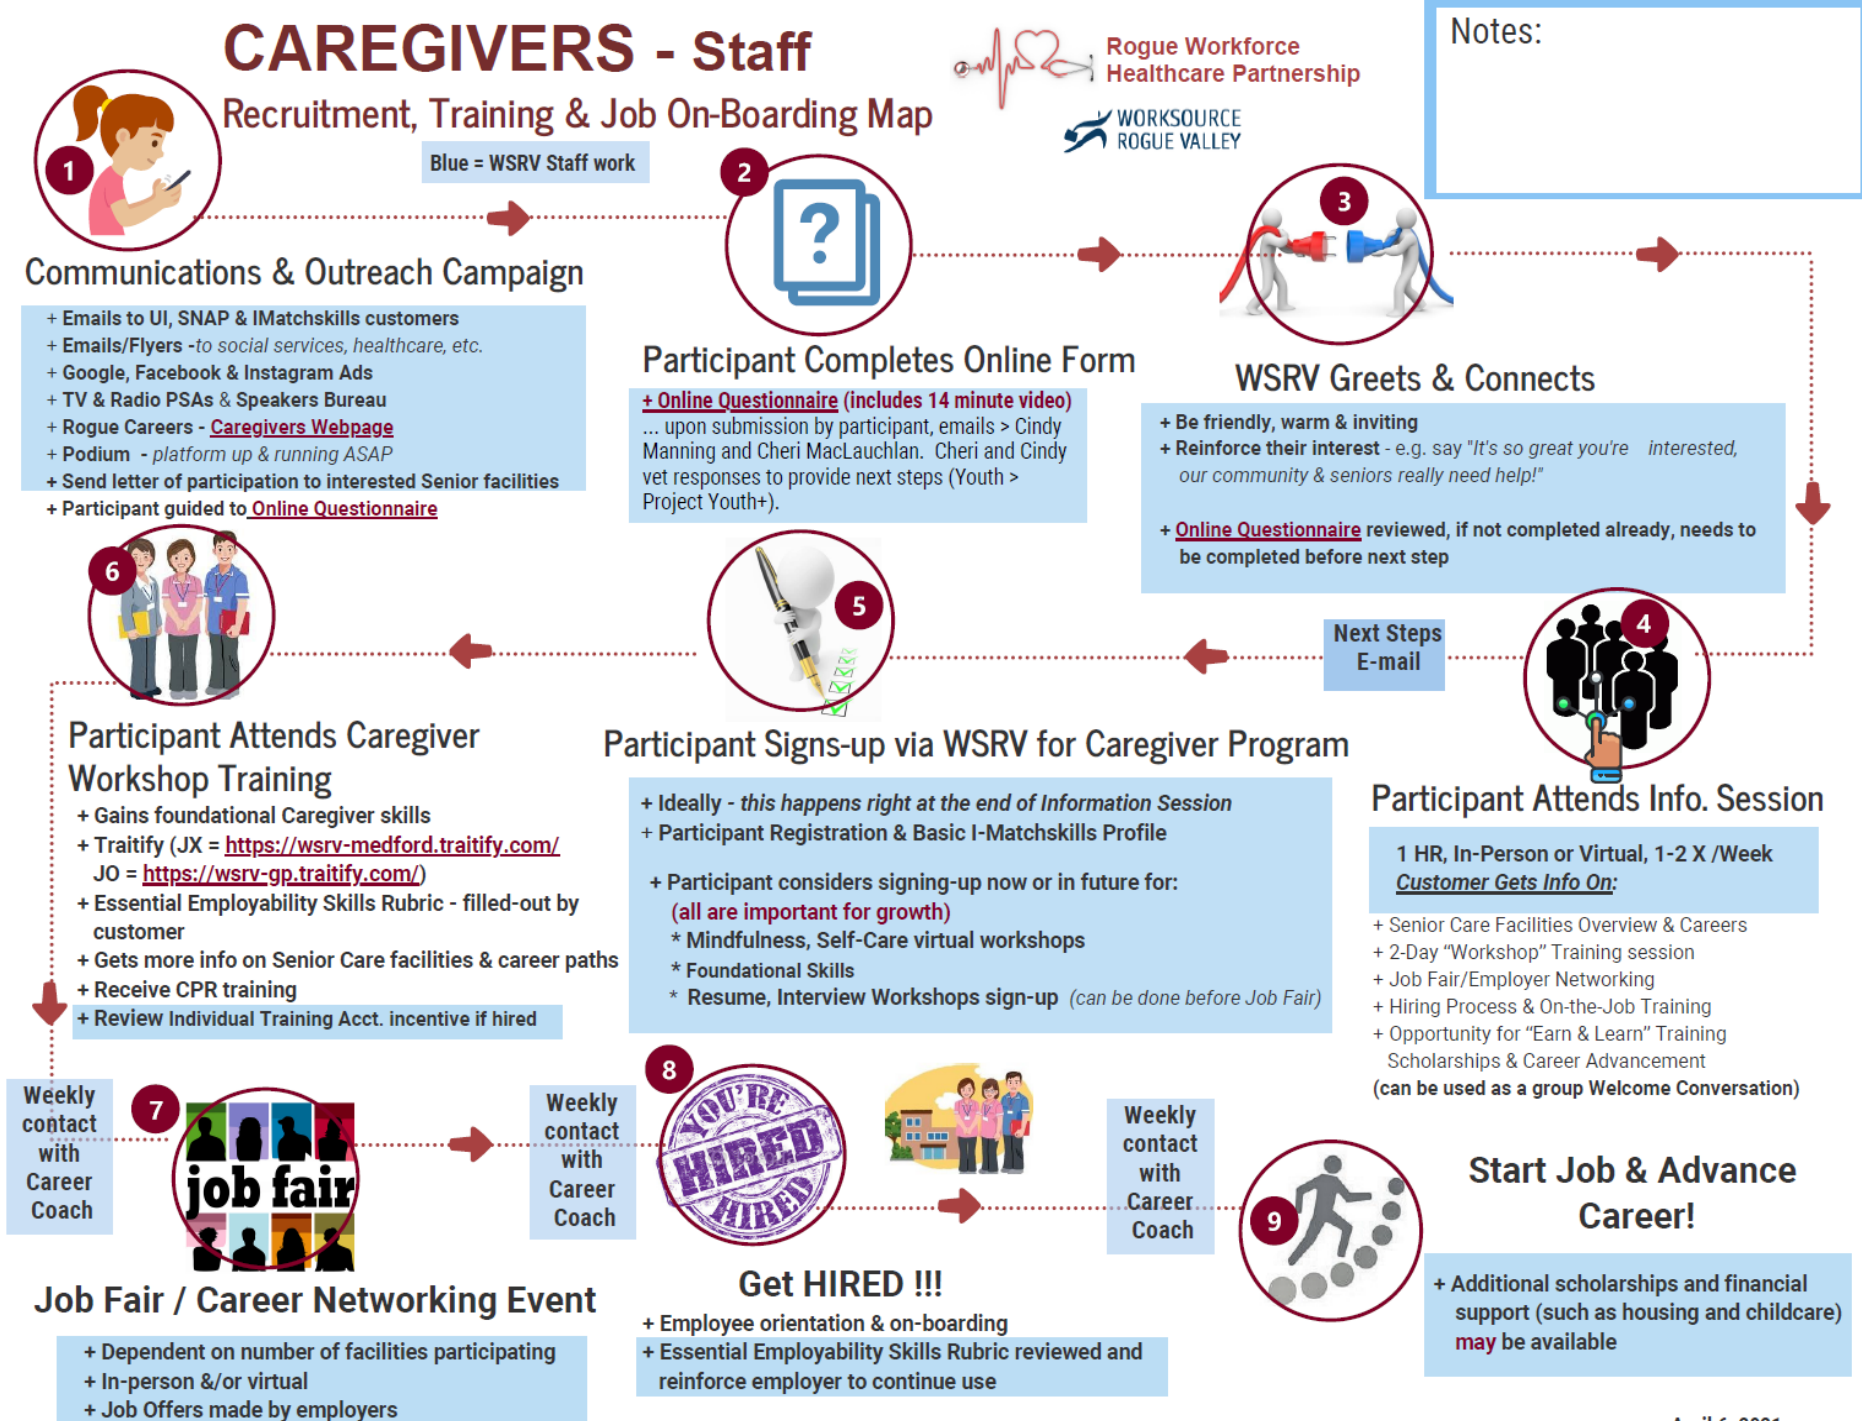 CAREGIVERS - Staff
Recruitment, Training & Job On-Boarding Map
Blue = WSRV Staff work
Rogue Workforce
Healthcare Partnership
WORKSOURCE
ROGUE VALLEY
Notes:
1
Communications & Outreach Campaign
+ Emails to UI, SNAP & IMatchskills customers
+ Emails/Flyers -to social services, healthcare, etc.
+ Google, Facebook & Instagram Ads
+ TV & Radio PSAs & Speakers Bureau
+ Rogue Careers - Caregivers Webpage
+ Podium - platform up & running ASAP
+ Send letter of participation to interested Senior facilities
+ Participant guided to Online Questionnaire
2
?
Participant Completes Online Form
+ Online Questionnaire (includes 14 minute video)
... upon submission by participant, emails > Cindy
Manning and Cheri MacLauchlan. Cheri and Cindy
vet responses to provide next steps (Youth >
Project Youth+).
3
WSRV Greets & Connects
+ Be friendly, warm & inviting
+ Reinforce their interest - e.g. say "It's so great you're interested,
our community & seniors really need help!"
+ Online Questionnaire reviewed, if not completed already, needs to
be completed before next step
4
Participant Attends Info. Session
1 HR, In-Person or Virtual, 1-2 X /Week
Customer Gets Info On:
+ Senior Care Facilities Overview & Careers
+ 2-Day “Workshop” Training session
+ Job Fair/Employer Networking
+ Hiring Process & On-the-Job Training
+ Opportunity for “Earn & Learn” Training
Scholarships & Career Advancement
(can be used as a group Welcome Conversation)
Next Steps
E-mail
5
Participant Signs-up via WSRV for Caregiver Program
+ Ideally - this happens right at the end of Information Session
+ Participant Registration & Basic I-Matchskills Profile
+ Participant considers signing-up now or in future for:
(all are important for growth)
* Mindfulness, Self-Care virtual workshops
* Foundational Skills
* Resume, Interview Workshops sign-up (can be done before Job Fair)
6
Participant Attends Caregiver
Workshop Training
+ Gains foundational Caregiver skills
+ Traitify (JX = https://wsrv-medford.traitify.com/
JO = https://wsrv-gp.traitify.com/)
+ Essential Employability Skills Rubric - filled-out by
customer
+ Gets more info on Senior Care facilities & career paths
+ Receive CPR training
+ Review Individual Training Acct. incentive if hired
Weekly
contact
with
Career
Coach
7
job fair
Job Fair / Career Networking Event
+ Dependent on number of facilities participating
+ In-person &/or virtual
+ Job Offers made by employers
Weekly
contact
with
Career
Coach
8
YOU'RE
HIRED
HIRED
Get HIRED !!!
+ Employee orientation & on-boarding
+ Essential Employability Skills Rubric reviewed and
reinforce employer to continue use
Weekly
contact
with
Career
Coach
9
Start Job & Advance
Career!
+ Additional scholarships and financial
support (such as housing and childcare)
may be available